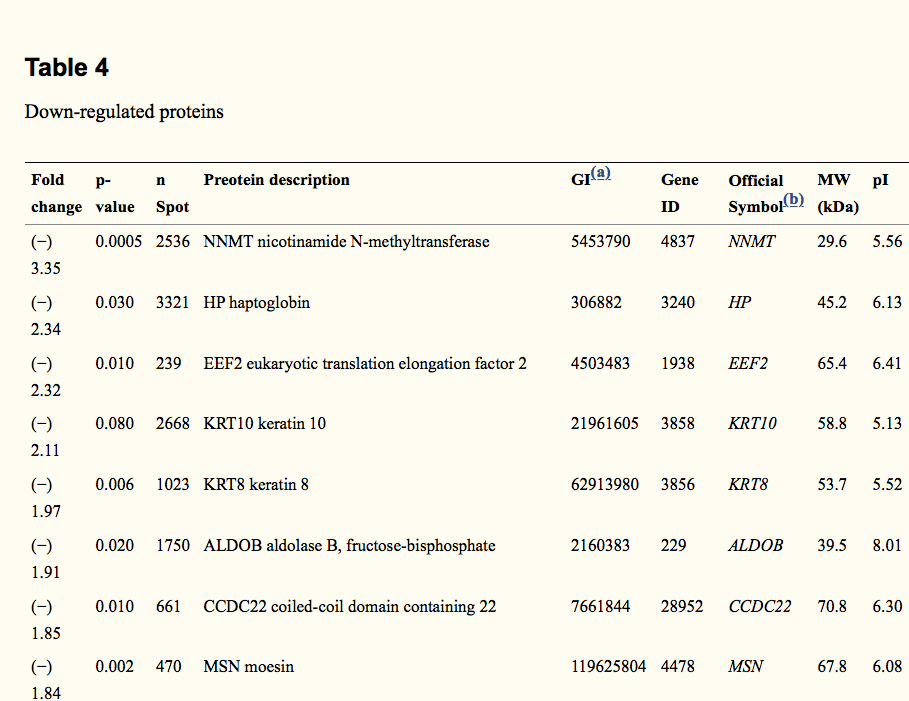 Table 4
Down-regulated proteins
Fold change p-value n Spot Preotein description GI(a) Gene ID Official Symbol(b) MW (kDa) pI
(−) 3.35 0.0005 2536 NNMT nicotinamide N-methyltransferase 5453790 4837 NNMT 29.6 5.56
(−) 2.34 0.030 3321 HP haptoglobin 306882 3240 HP 45.2 6.13
(−) 2.32 0.010 239 EEF2 eukaryotic translation elongation factor 2 4503483 1938 EEF2 65.4 6.41
(−) 2.11 0.080 2668 KRT10 keratin 10 21961605 3858 KRT10 58.8 5.13
(−) 1.97 0.006 1023 KRT8 keratin 8 62913980 3856 KRT8 53.7 5.52
(−) 1.91 0.020 1750 ALDOB aldolase B, fructose-bisphosphate 2160383 229 ALDOB 39.5 8.01
(−) 1.85 0.010 661 CCDC22 coiled-coil domain containing 22 7661844 28952 CCDC22 70.8 6.30
(−) 1.84 0.002 470 MSN moesin 119625804 4478 MSN 67.8 6.08